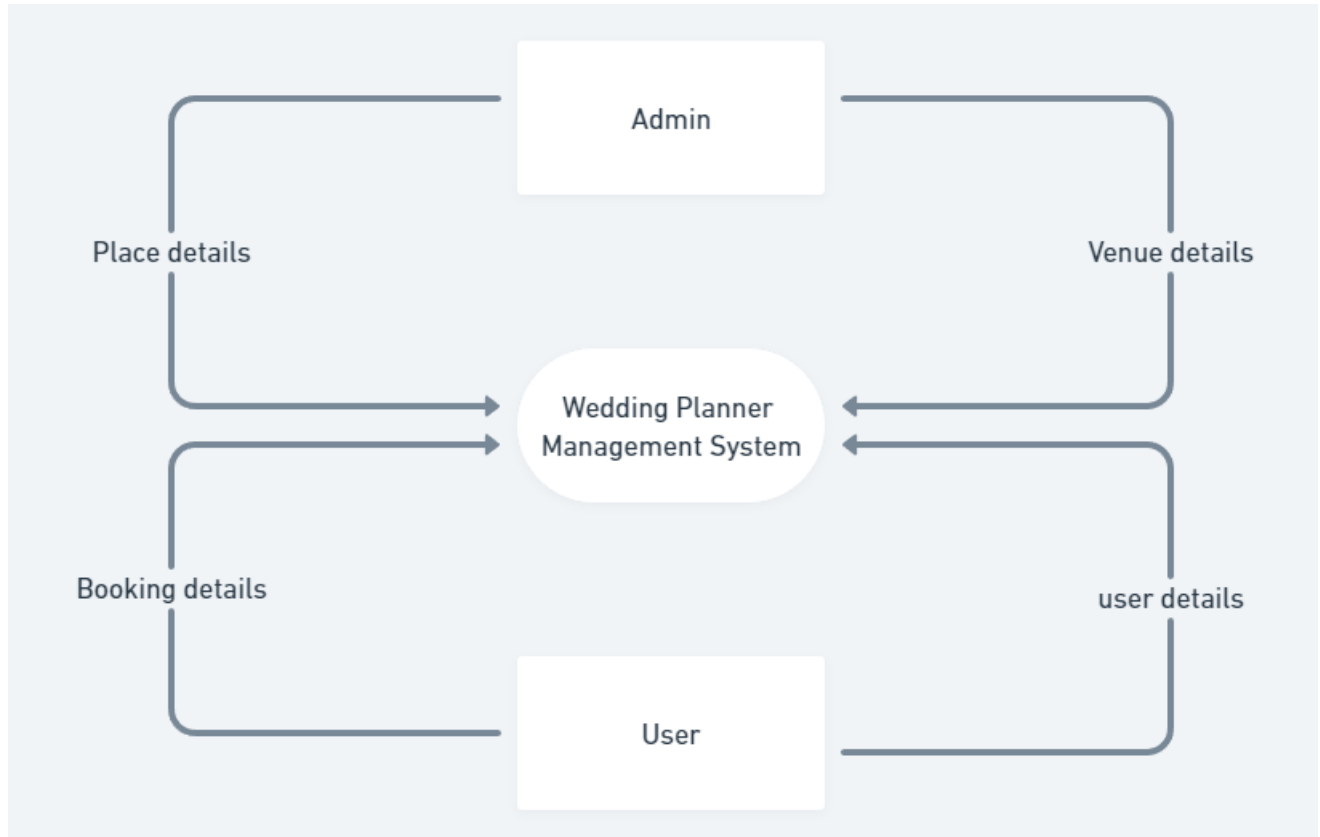 Admin
Place details
Venue details
Wedding Planner
Management System
Booking details
user details
User